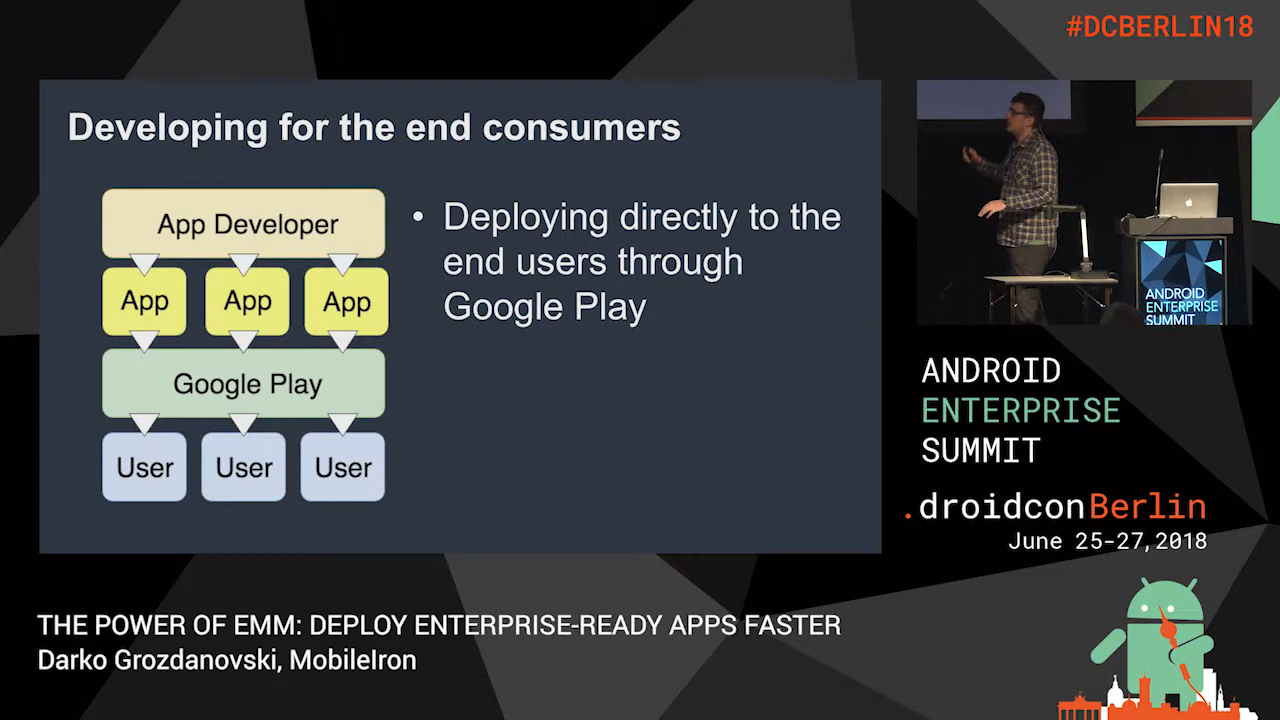 #DCBERLIN18
Developing for the end consumers
App Developer
App App App
Google Play
User User User
• Deploying directly to the
end users through
Google Play
ANDROID
ENTERPRISE
SUMMIT
ANDROID
ENTERPRISE
SUMMIT
.droidconBerlin
June 25-27, 2018
THE POWER OF EMM: DEPLOY ENTERPRISE-READY APPS FASTER
Darko Grozdanovski, MobileIron